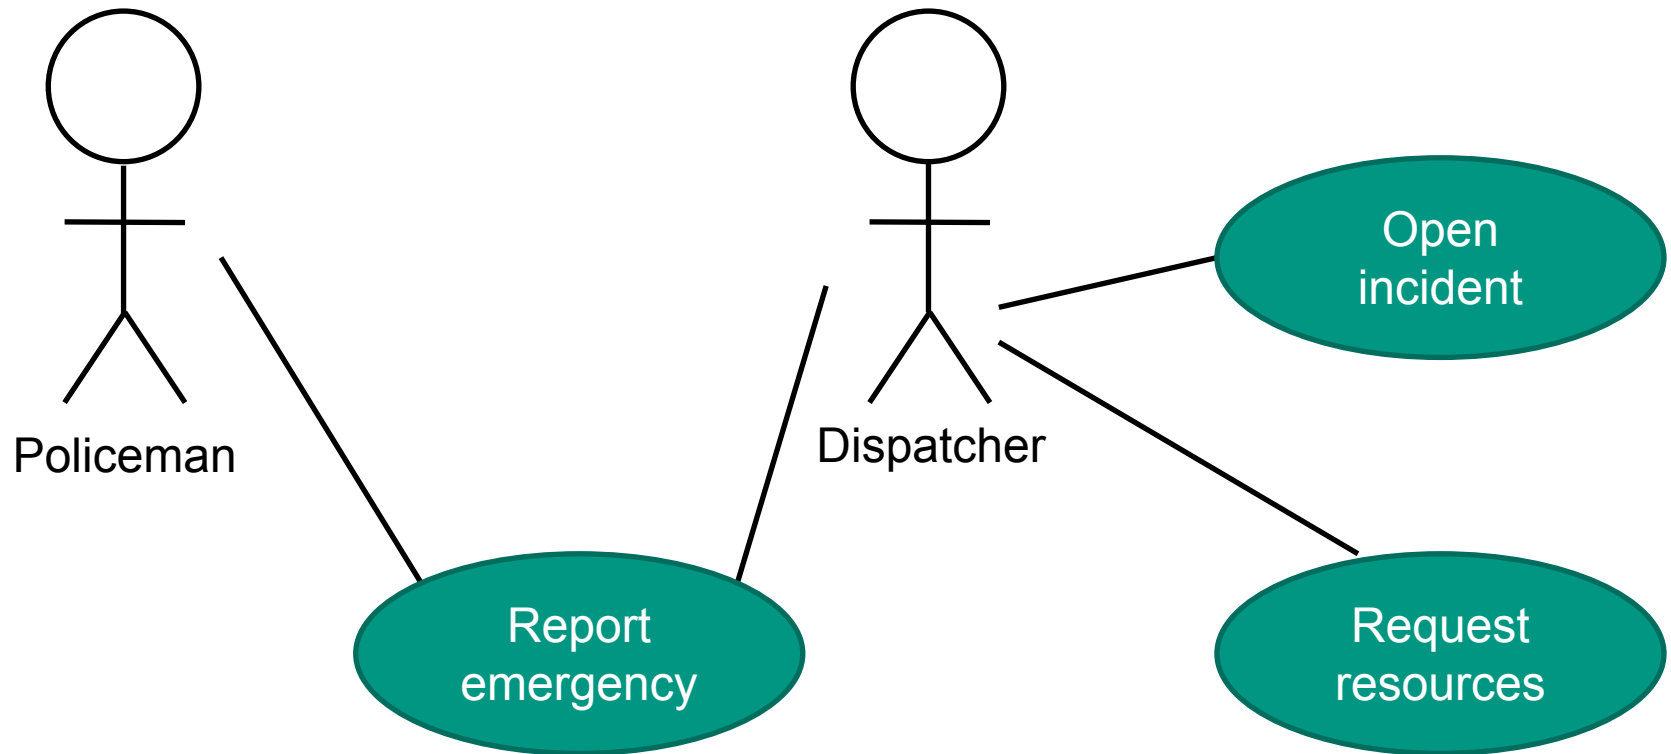 Policeman
Dispatcher
Open
incident
Report
emergency
Request
resources